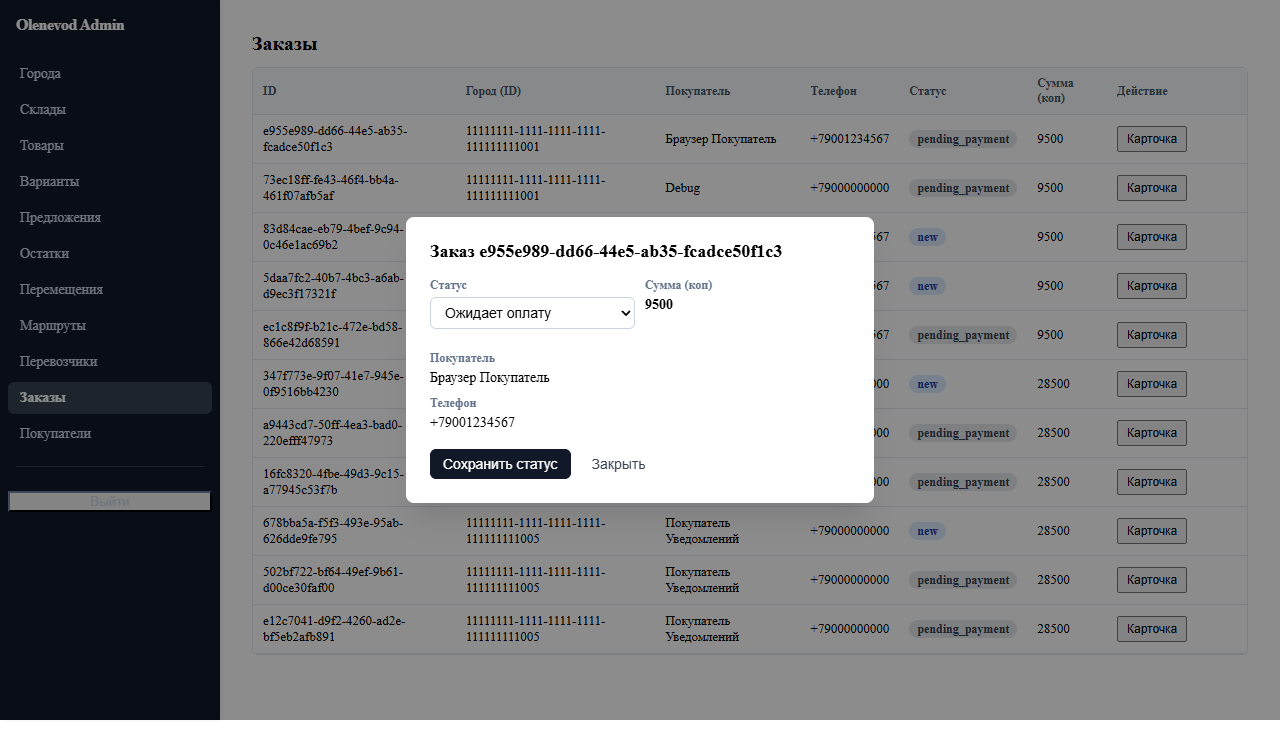 Olenevod Admin
Города
Склады
Товары
Варианты
Предложения
Остатки
Перемещения
Маршруты
Перевозчики
Заказы
Покупатели
Выйти
Заказы
ID Город (ID) Покупатель Телефон Статус Сумма (коп) Действие
e955e989-dd66-44e5-ab35- 11111111-1111-1111-1111-
fcadce50f1c3 111111111001 Браузер Покупатель +79001234567 pending_payment 9500 Карточка
73ec18ff-fe43-46f4-bb4a- 11111111-1111-1111-1111-
461f07afb5af 111111111001 Debug +79000000000 pending_payment 9500 Карточка
83d84cae-eb79-4bef-9c94-
0c46e1ac69b2 67 new 9500 Карточка
5daa7fc2-40b7-4bc3-a6ab-
d9ec3f17321f 67 new 9500 Карточка
ec1c8f9f-b21c-472e-bd58-
866e42d68591 67 pending_payment 9500 Карточка
347f773e-9f07-41e7-945e-
0f9516bb4230 00 new 28500 Карточка
a9443cd7-50ff-4ea3-bad0-
220efff47973 00 pending_payment 28500 Карточка
16fc8320-4fbe-49d3-9c15-
a77945c53f7b 00 pending_payment 28500 Карточка
678bba5a-f5f3-493e-95ab- 11111111-1111-1111-1111- Покупатель
626dde9fe795 111111111005 Уведомлений +79000000000 new 28500 Карточка
502bf722-bf64-49ef-9b61- 11111111-1111-1111-1111- Покупатель
d00ce30faf00 111111111005 Уведомлений +79000000000 pending_payment 28500 Карточка
e12c7041-d9f2-4260-ad2e- 11111111-1111-1111-1111- Покупатель
bf5eb2afb891 111111111005 Уведомлений +79000000000 pending_payment 28500 Карточка
Заказ e955e989-dd66-44e5-ab35-fcadce50f1c3
Статус Сумма (коп)
Ожидает оплату 9500
Покупатель
Браузер Покупатель
Телефон
+79001234567
Сохранить статус Закрыть